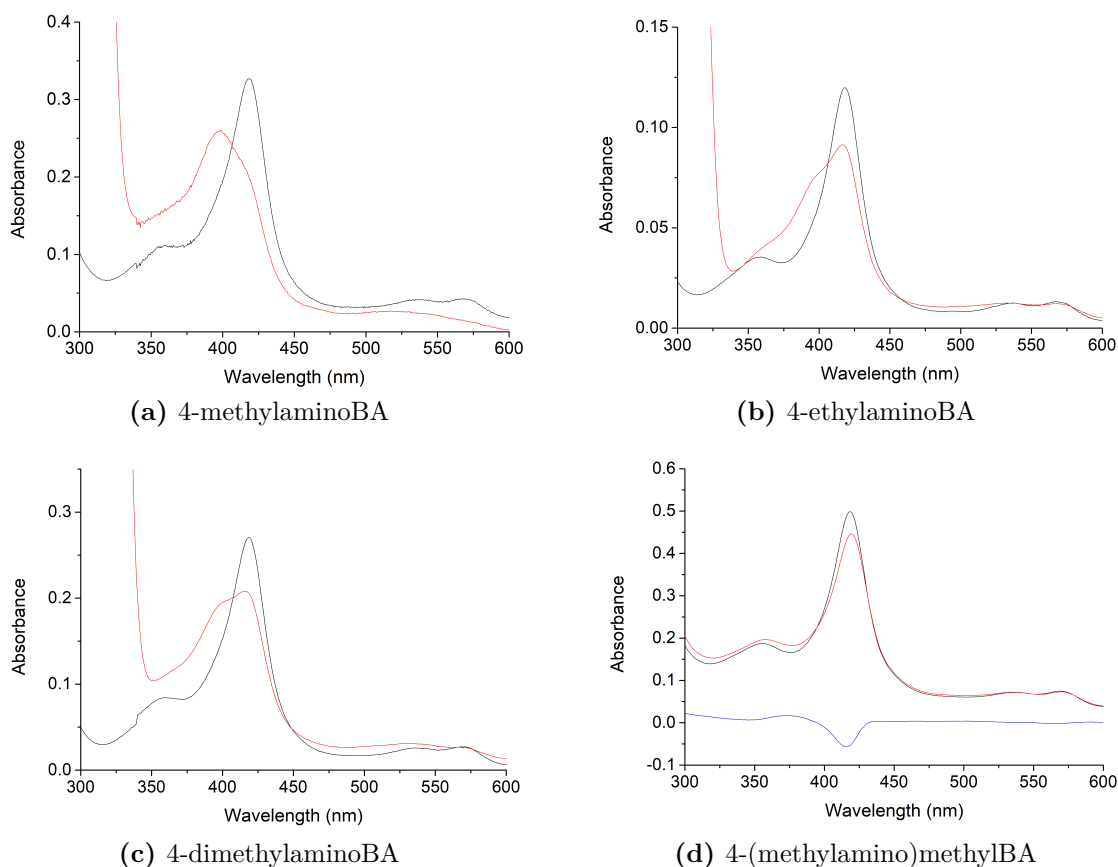 0.4
0.3
0.2
0.1
0.0
Absorbance
300 350 400 450 500 550 600
Wavelength (nm)
(a) 4-methylaminoBA
0.15
0.10
0.05
0.00
Absorbance
300 350 400 450 500 550 600
Wavelength (nm)
(b) 4-ethylaminoBA
0.3
0.2
0.1
0.0
Absorbance
300 350 400 450 500 550 600
Wavelength (nm)
(c) 4-dimethylaminoBA
0.6
0.5
0.4
0.3
0.2
0.1
0.0
-0.1
Absorbance
300 350 400 450 500 550 600
Wavelength (nm)
(d) 4-(methylamino)methylBA